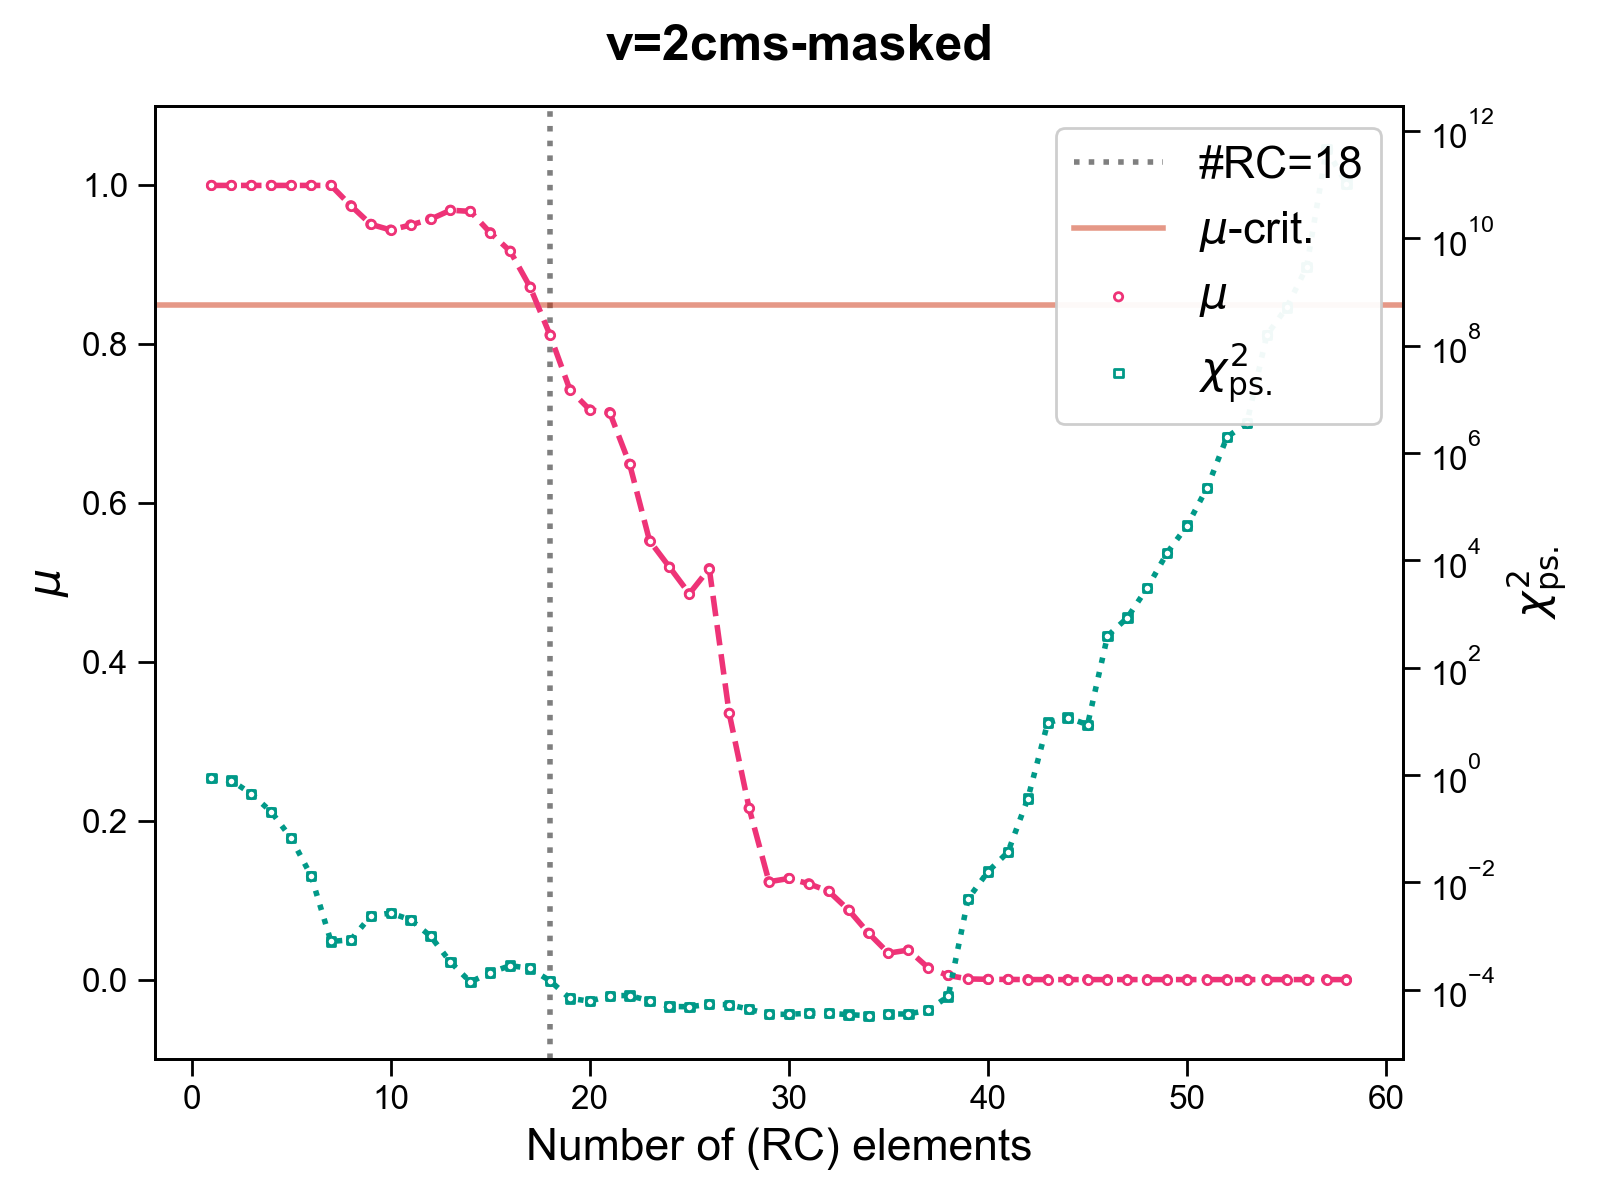 v=2cms-masked
#RC=18
μ-crit.
μ
χ²ps.
1.0
0.8
0.6
0.4
0.2
0.0
μ
10¹²
10¹⁰
10⁸
10⁶
10⁴
10²
10⁰
10⁻²
10⁻⁴
χ²ps.
0 10 20 30 40 50 60
Number of (RC) elements